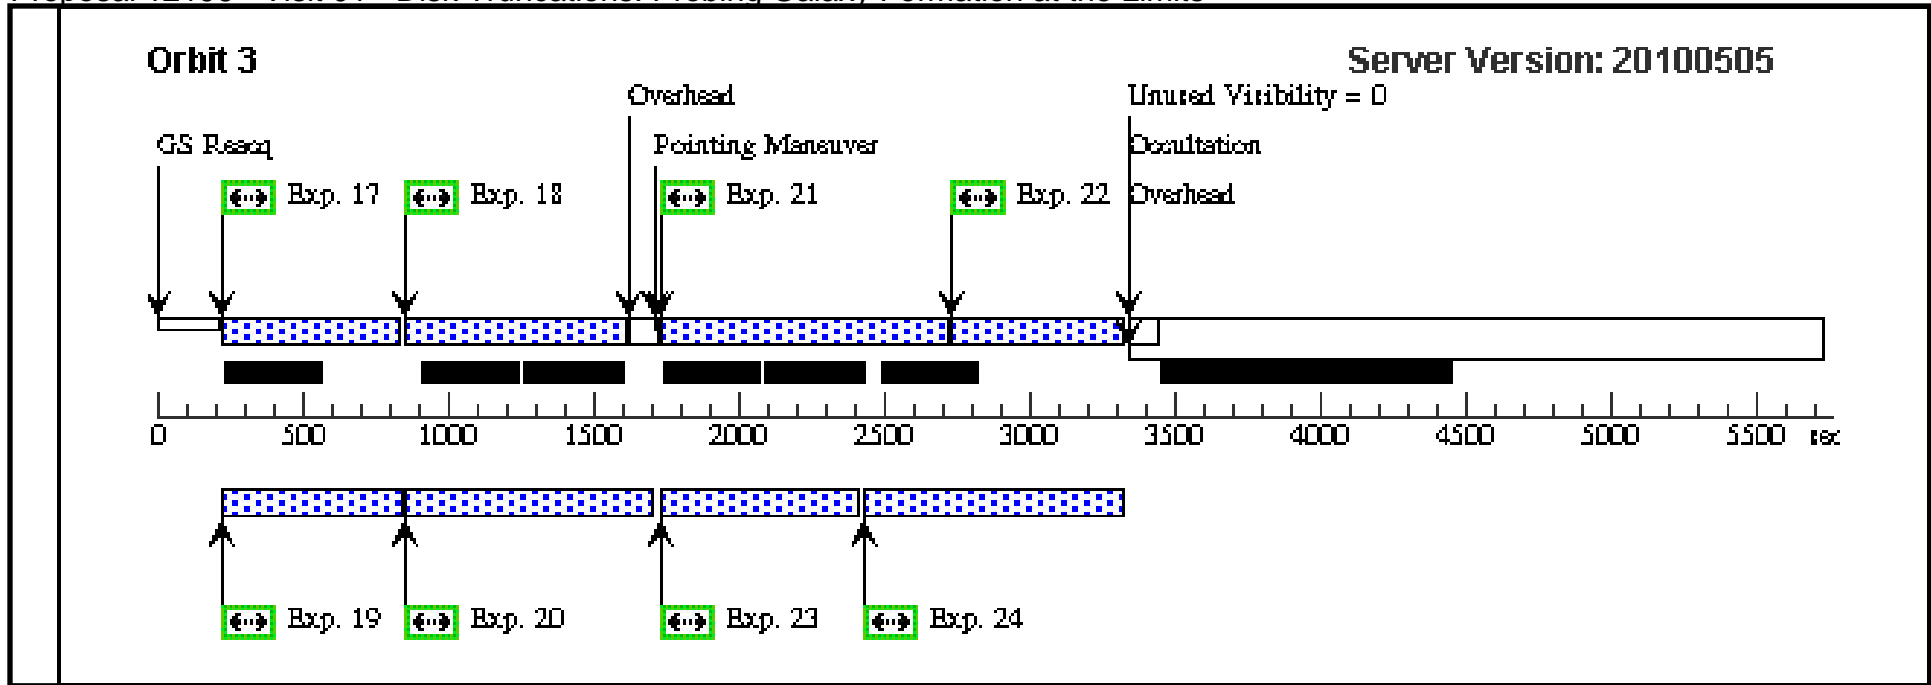 Orbit 3
Server Version: 20100505
Overhead
Unused Visibility = 0
GS Reacq
Pointing Maneuver
Occultation
Exp. 17
Exp. 18
Exp. 21
Exp. 22
Overhead
0 500 1000 1500 2000 2500 3000 3500 4000 4500 5000 5500 sec
Exp. 19
Exp. 20
Exp. 23
Exp. 24